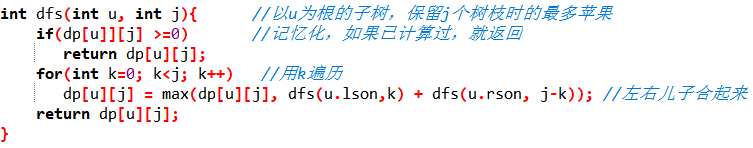 int dfs(int u, int j){ //以u为根的子树，保留j个树枝时的最多苹果
if(dp[u]][j] >=0) //记忆化，如果已计算过，就返回
return dp[u][j];
for(int k=0; k<j; k++) //用k遍历
dp[u][j] = max(dp[u][j], dfs(u.lson,k) + dfs(u.rson, j-k)); //左右儿子合起来
return dp[u][j];
}